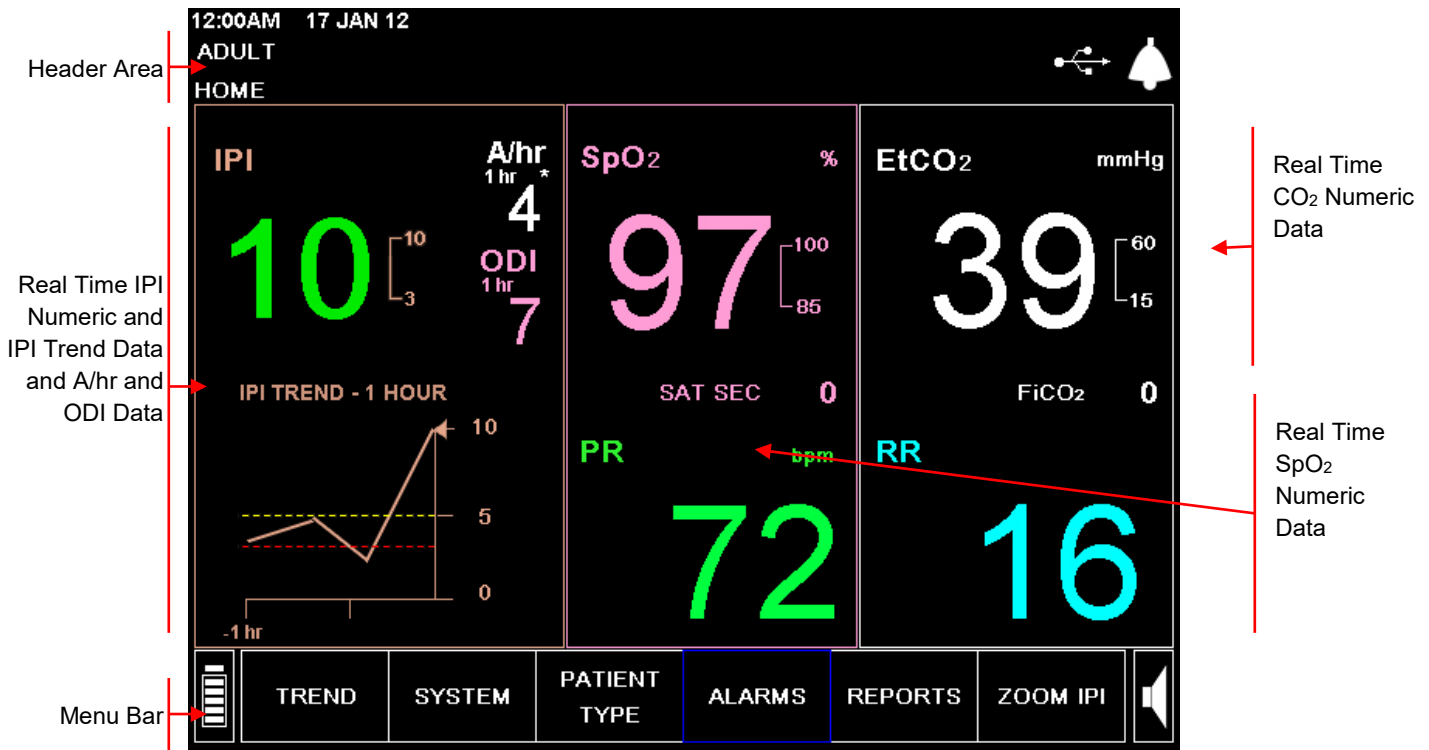 12:00AM 17 JAN 12
ADULT
HOME
Header Area
IPI
10
10
3
A/hr
1 hr *
4
ODI
1 hr
7
IPI TREND - 1 HOUR
10
5
0
-1 hr
Real Time IPI
Numeric and
IPI Trend Data
and A/hr and
ODI Data
SpO2 %
97
100
85
SAT SEC 0
PR bpm
72
EtCO2 mmHg
39
60
15
FiCO2 0
RR
16
Real Time
CO2 Numeric
Data
Real Time
SpO2
Numeric
Data
Menu Bar
TREND
SYSTEM
PATIENT
TYPE
ALARMS
REPORTS
ZOOM IPI